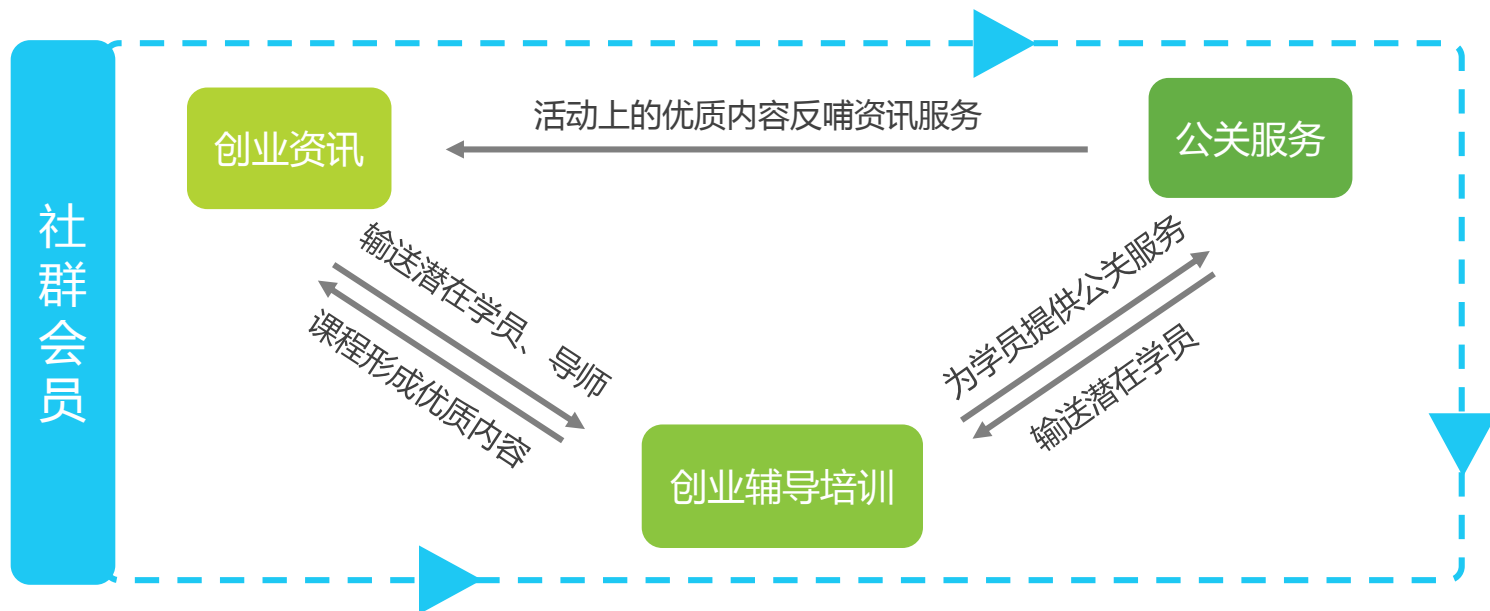 社群会员
创业资讯
活动上的优质内容反哺资讯服务
公关服务
输送潜在学员、导师
课程形成优质内容
为学员提供公关服务
输送潜在学员
创业辅导培训